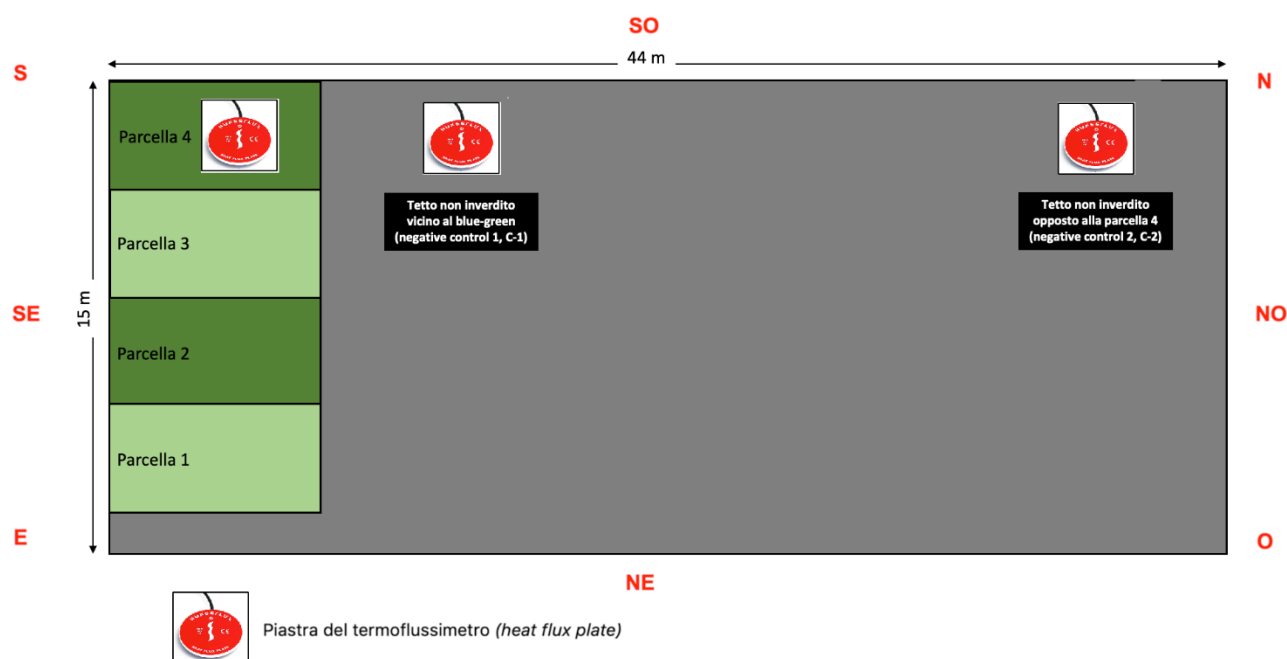 SO
S
44 m
N
Parcella 4
Tetto non inverdito
vicino al blue-green
(negative control 1, C-1)
Tetto non inverdito
opposto alla parcella 4
(negative control 2, C-2)
Parcella 3
SE
15 m
NO
Parcella 2
Parcella 1
E
O
NE
Piastra del termoflussimetro (heat flux plate)